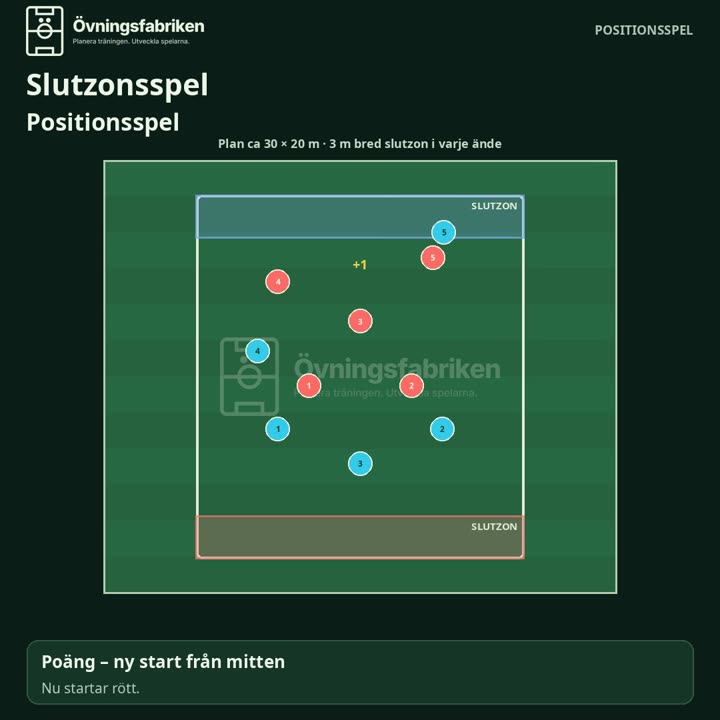 Övningsfabriken
Planera träningen. Utveckla spelarna.
POSITIONSSPEL
Slutzonsspel
Positionsspel
Plan ca 30 × 20 m · 3 m bred slutzon i varje ände
SLUTZON
5
+1
5
4
3
4
Övningsfabriken
1
2
Planera träningen. Utveckla spelarna.
1
2
3
SLUTZON
Poäng – ny start från mitten
Nu startar rött.